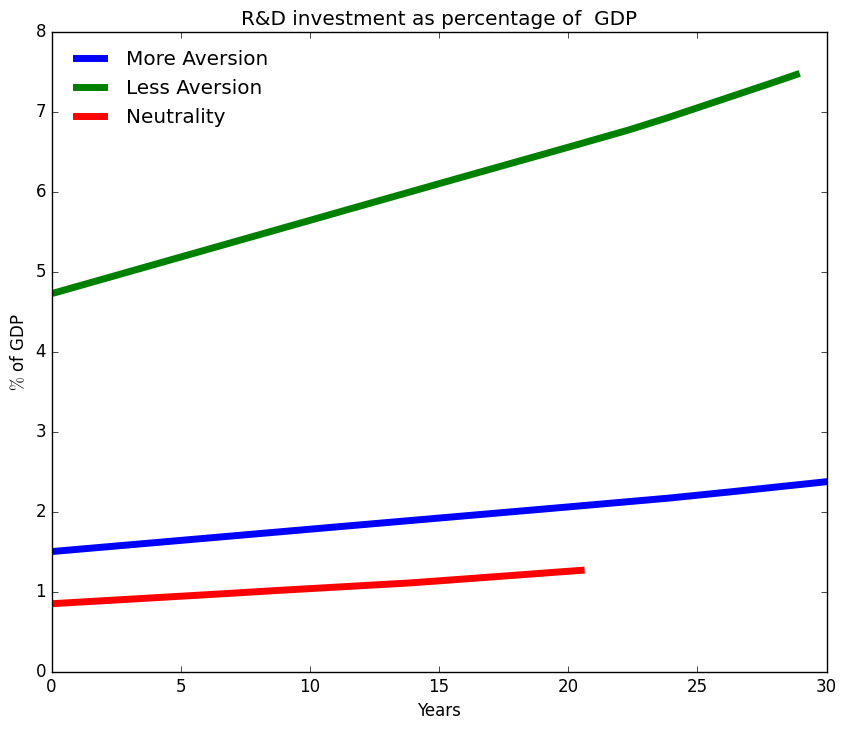 R&D investment as percentage of  GDP
More Aversion
Less Aversion
Neutrality
8
7
6
5
4
3
2
1
0
% of GDP
0 5 10 15 20 25 30
Years